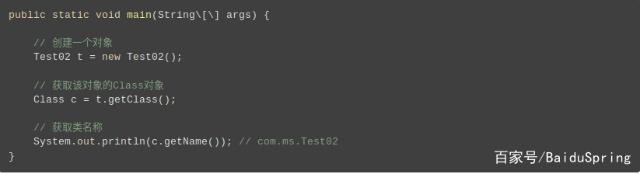 public static void main(String\[\] args) {
// 创建一个对象
Test02 t = new Test02();
// 获取该对象的Class对象
Class c = t.getClass();
// 获取类名称
System.out.println(c.getName()); // com.ms.Test02
}
百家号/BaiduSpring